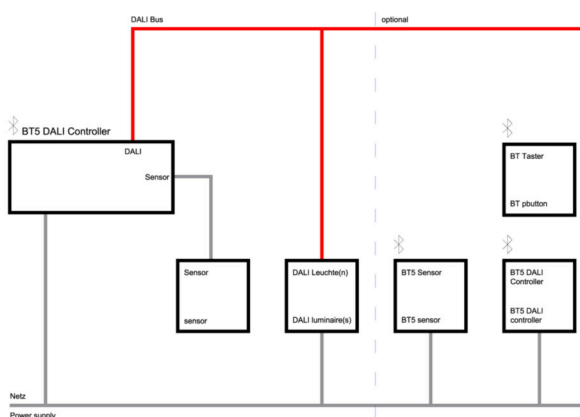 DALI Bus
optional
BT5 DALI Controller
DALI
Sensor
BT Taster
BT pbutton
Sensor
sensor
DALI Leuchte(n)
DALI luminaire(s)
BT5 Sensor
BT5 sensor
BT5 DALI
Controller
BT5 DALI
controller
Netz
Power supply